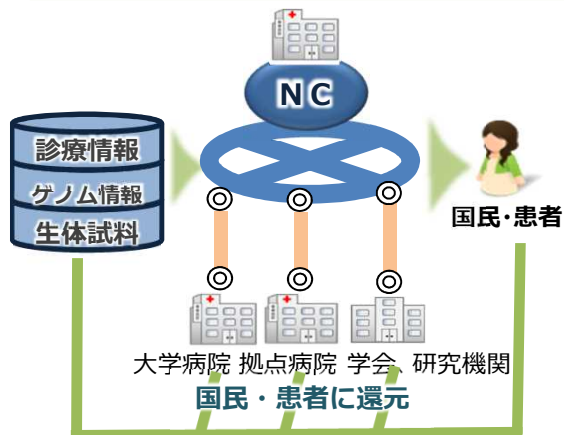 NC
診療情報
ゲノム情報
生体試料
国民・患者
大学病院 拠点病院 学会、研究機関
国民・患者に還元